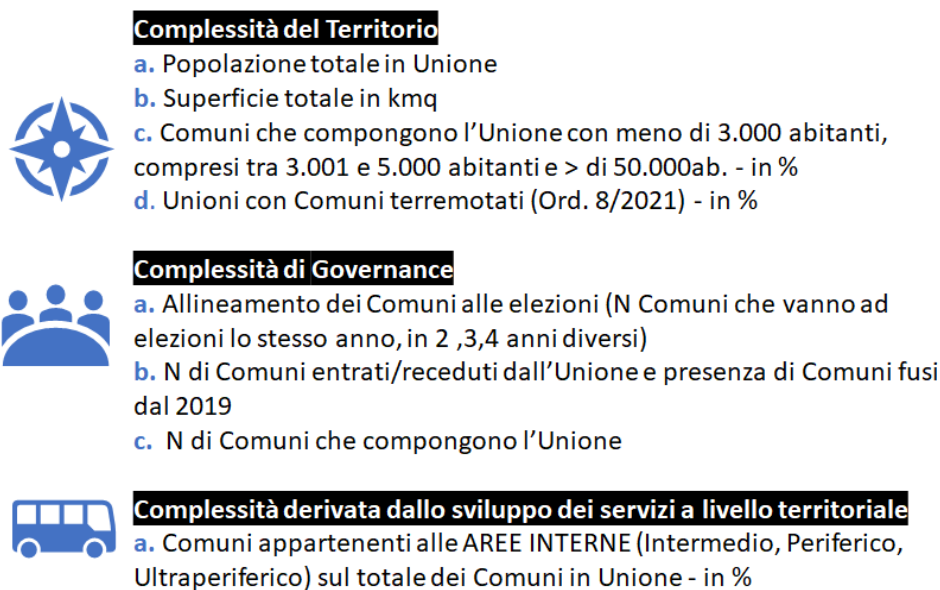 Complessità del Territorio
a. Popolazione totale in Unione
b. Superficie totale in kmq
c. Comuni che compongono l'Unione con meno di 3.000 abitanti,
compresi tra 3.001 e 5.000 abitanti e > di 50.000ab. - in %
d. Unioni con Comuni terremotati (Ord. 8/2021) - in %
Complessità di Governance
a. Allineamento dei Comuni alle elezioni (N Comuni che vanno ad
elezioni lo stesso anno, in 2 ,3,4 anni diversi)
b. N di Comuni entrati/receduti dall'Unione e presenza di Comuni fusi
dal 2019
c. N di Comuni che compongono l'Unione
Complessità derivata dallo sviluppo dei servizi a livello territoriale
a. Comuni appartenenti alle AREE INTERNE (Intermedio, Periferico,
Ultraperiferico) sul totale dei Comuni in Unione - in %